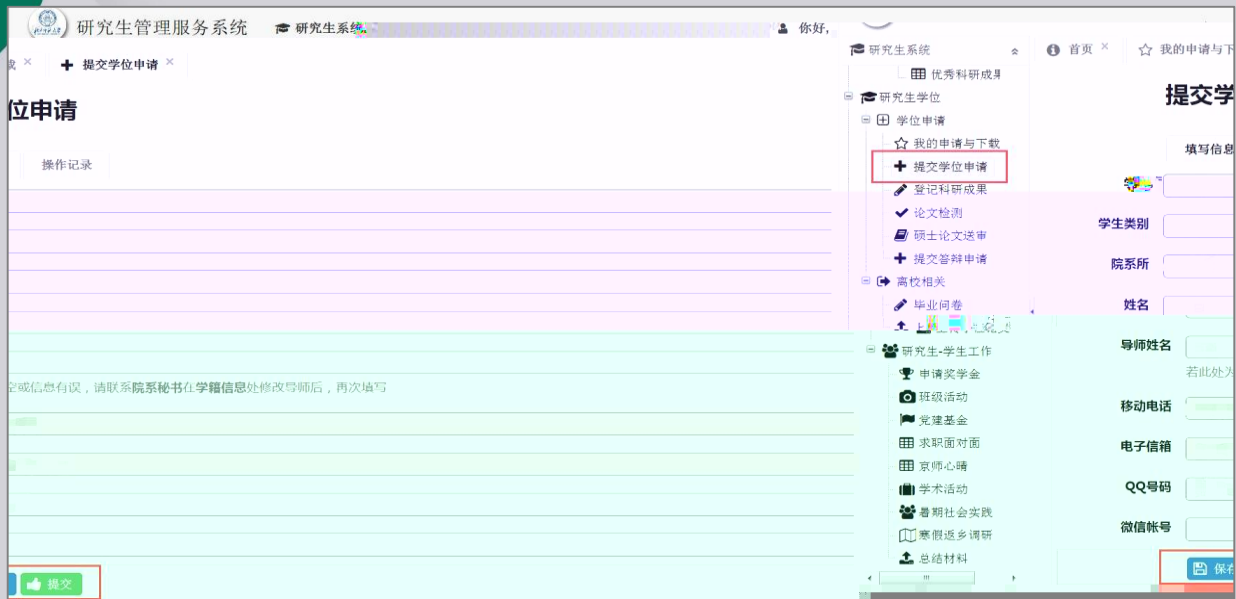 研究生管理服务系统
研究生系统
你好,
提交学位申请
位申请
操作记录
空或信息有误，请联系院系秘书在学籍信息处修改导师后，再次填写
提交
研究生系统
优秀科研成果
研究生学位
学位申请
我的申请与下载
提交学位申请
登记科研成果
论文检测
硕士论文送审
提交答辩申请
离校相关
毕业问卷
研究生-学生工作
申请奖学金
班级活动
党建基金
求职面对面
京师心晴
学术活动
暑期社会实践
寒假返乡调研
总结材料
首页
我的申请与下
提交学
填写信息
学生类别
院系所
姓名
导师姓名
若此处为
移动电话
电子信箱
QQ号码
微信帐号
保存